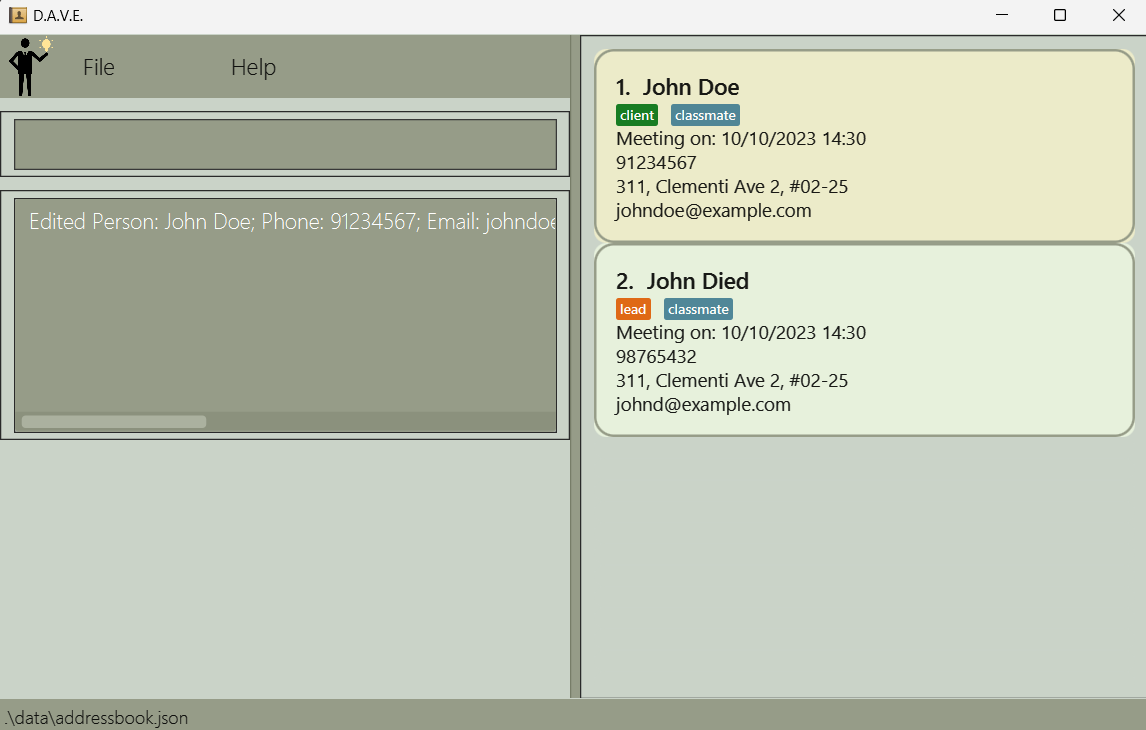 D.A.V.E.
File Help
Edited Person: John Doe; Phone: 91234567; Email: johndoe
1. John Doe
client classmate
Meeting on: 10/10/2023 14:30
91234567
311, Clementi Ave 2, #02-25
johndoe@example.com
2. John Died
lead classmate
Meeting on: 10/10/2023 14:30
98765432
311, Clementi Ave 2, #02-25
johnd@example.com
.\data\addressbook.json